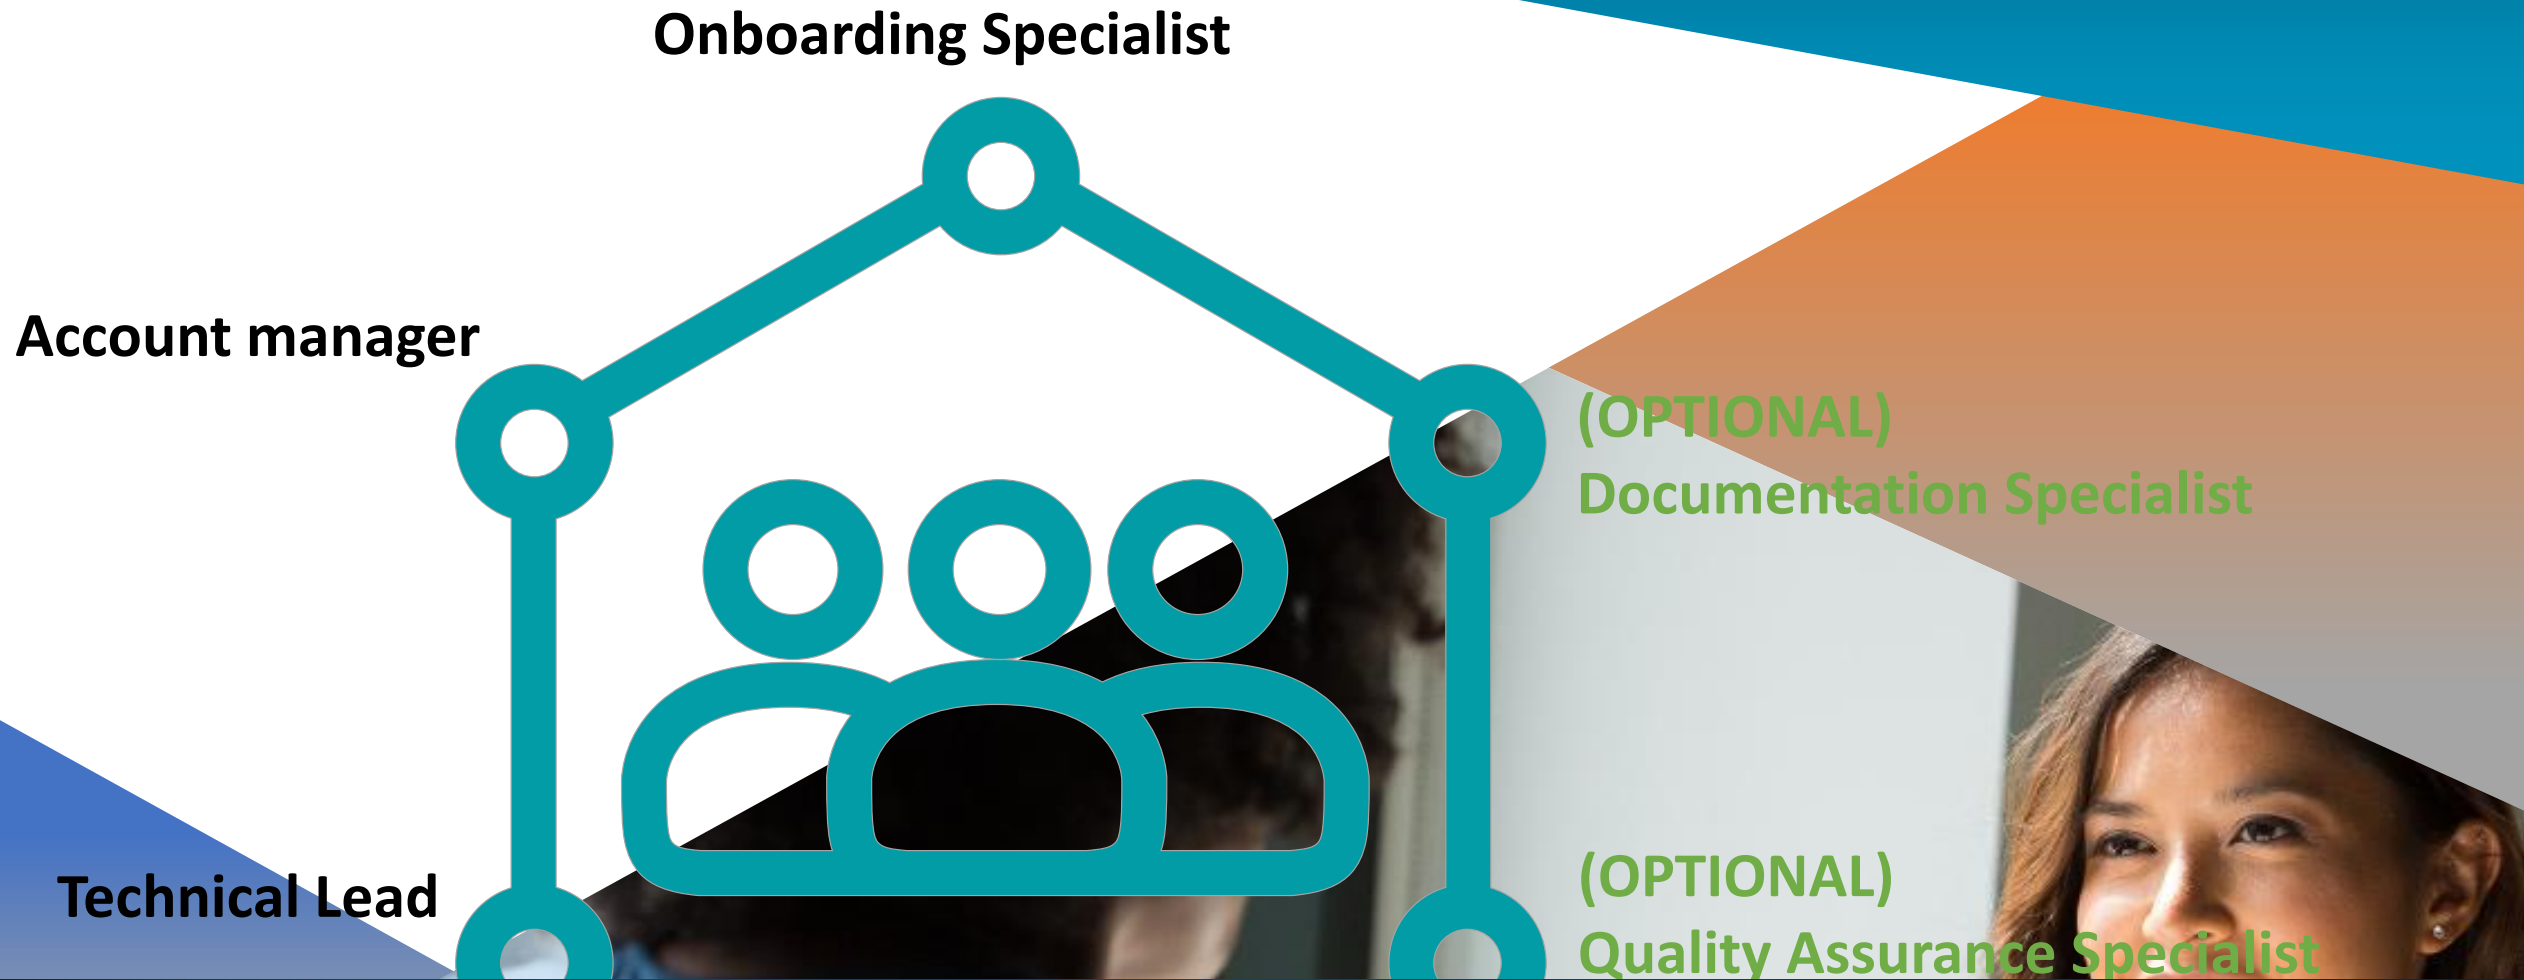 Onboarding Specialist
Account manager
(OPTIONAL)
Documentation Specialist
Technical Lead
(OPTIONAL)
Quality Assurance Specialist